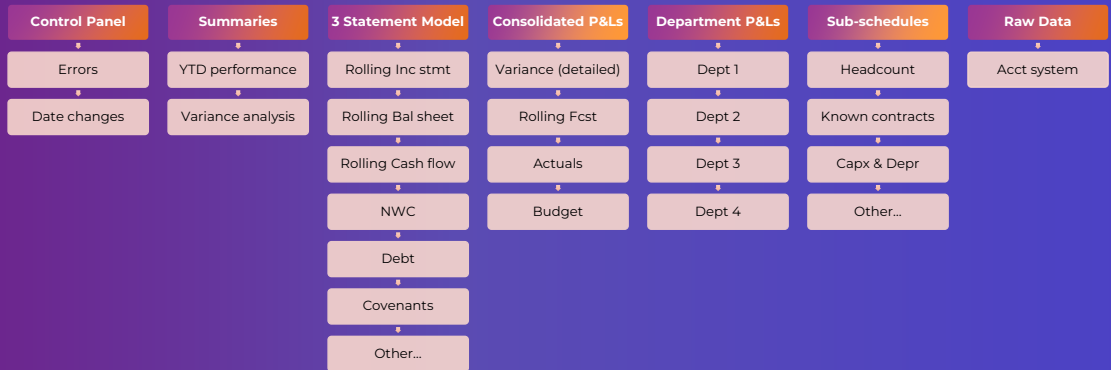 Control Panel
Errors
Date changes
Summaries
YTD performance
Variance analysis
3 Statement Model
Rolling Inc stmt
Rolling Bal sheet
Rolling Cash flow
NWC
Debt
Covenants
Other...
Consolidated P&Ls
Variance (detailed)
Rolling Fcst
Actuals
Budget
Department P&Ls
Dept 1
Dept 2
Dept 3
Dept 4
Sub-schedules
Headcount
Known contracts
Capx & Depr
Other...
Raw Data
Acct system